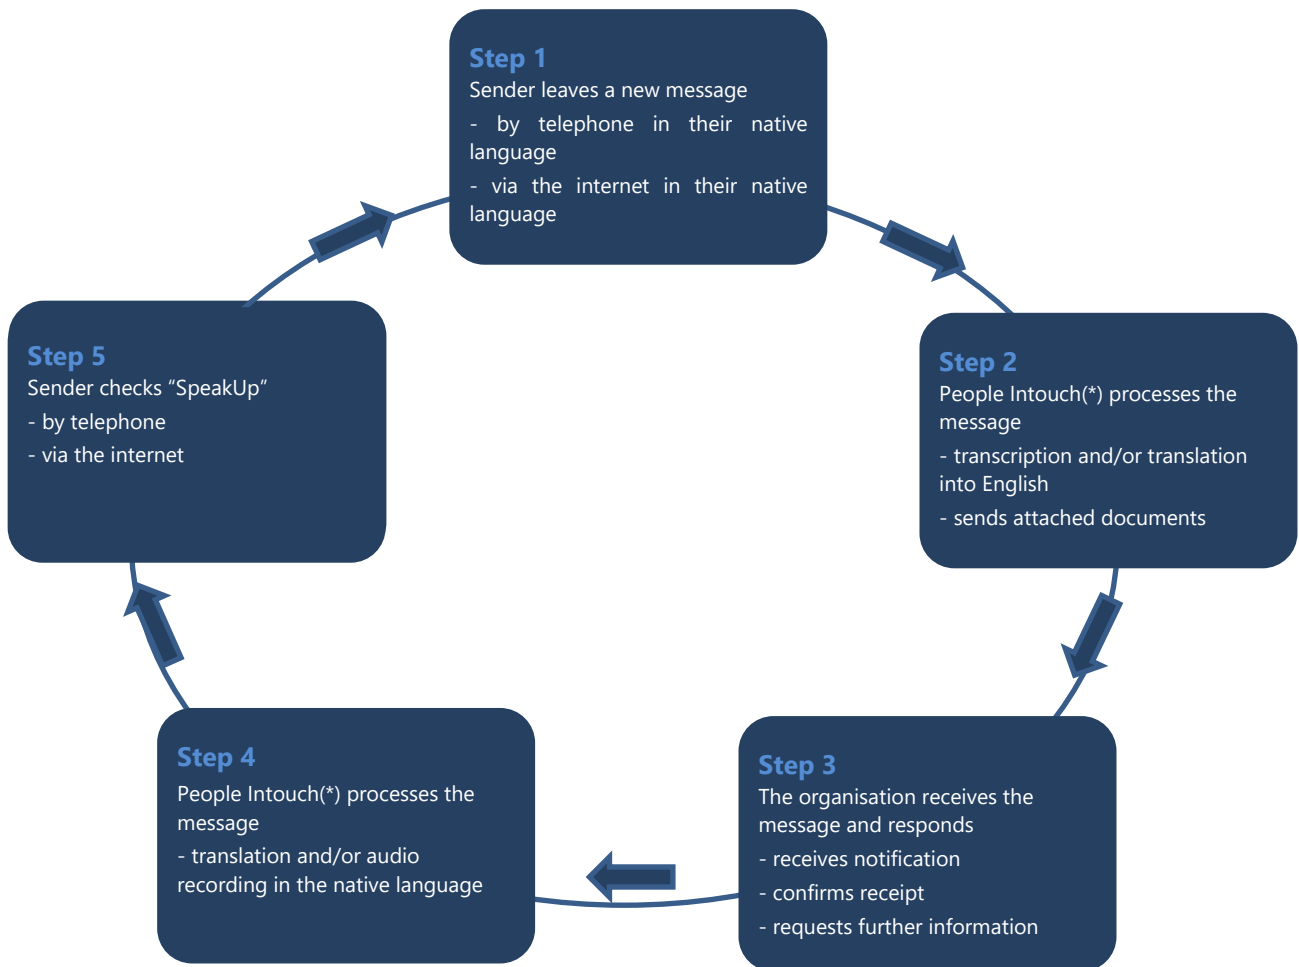 Step 1
Sender leaves a new message
- by telephone in their native
language
- via the internet in their native
language
Step 2
People Intouch(*) processes the
message
- transcription and/or translation
into English
- sends attached documents
Step 3
The organisation receives the
message and responds
- receives notification
- confirms receipt
- requests further information
Step 4
People Intouch(*) processes the
message
- translation and/or audio
recording in the native language
Step 5
Sender checks “SpeakUp”
- by telephone
- via the internet